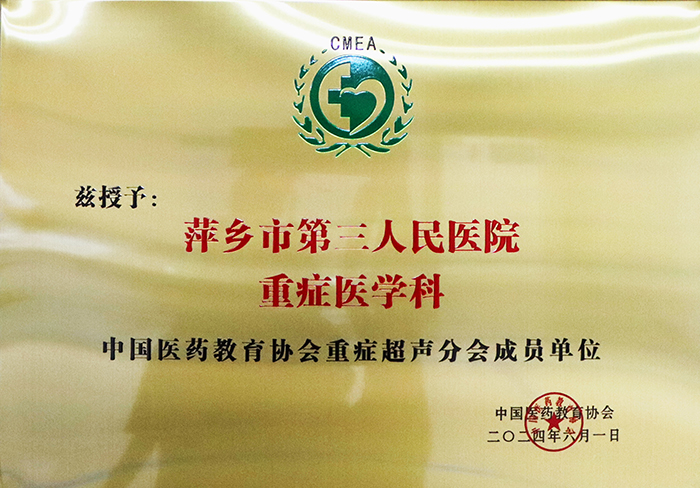 CMEA
兹授予：
萍乡市第三人民医院
重症医学科
中国医药教育协会重症超声分会成员单位
中国医药教育协会
二〇二四年六月一日